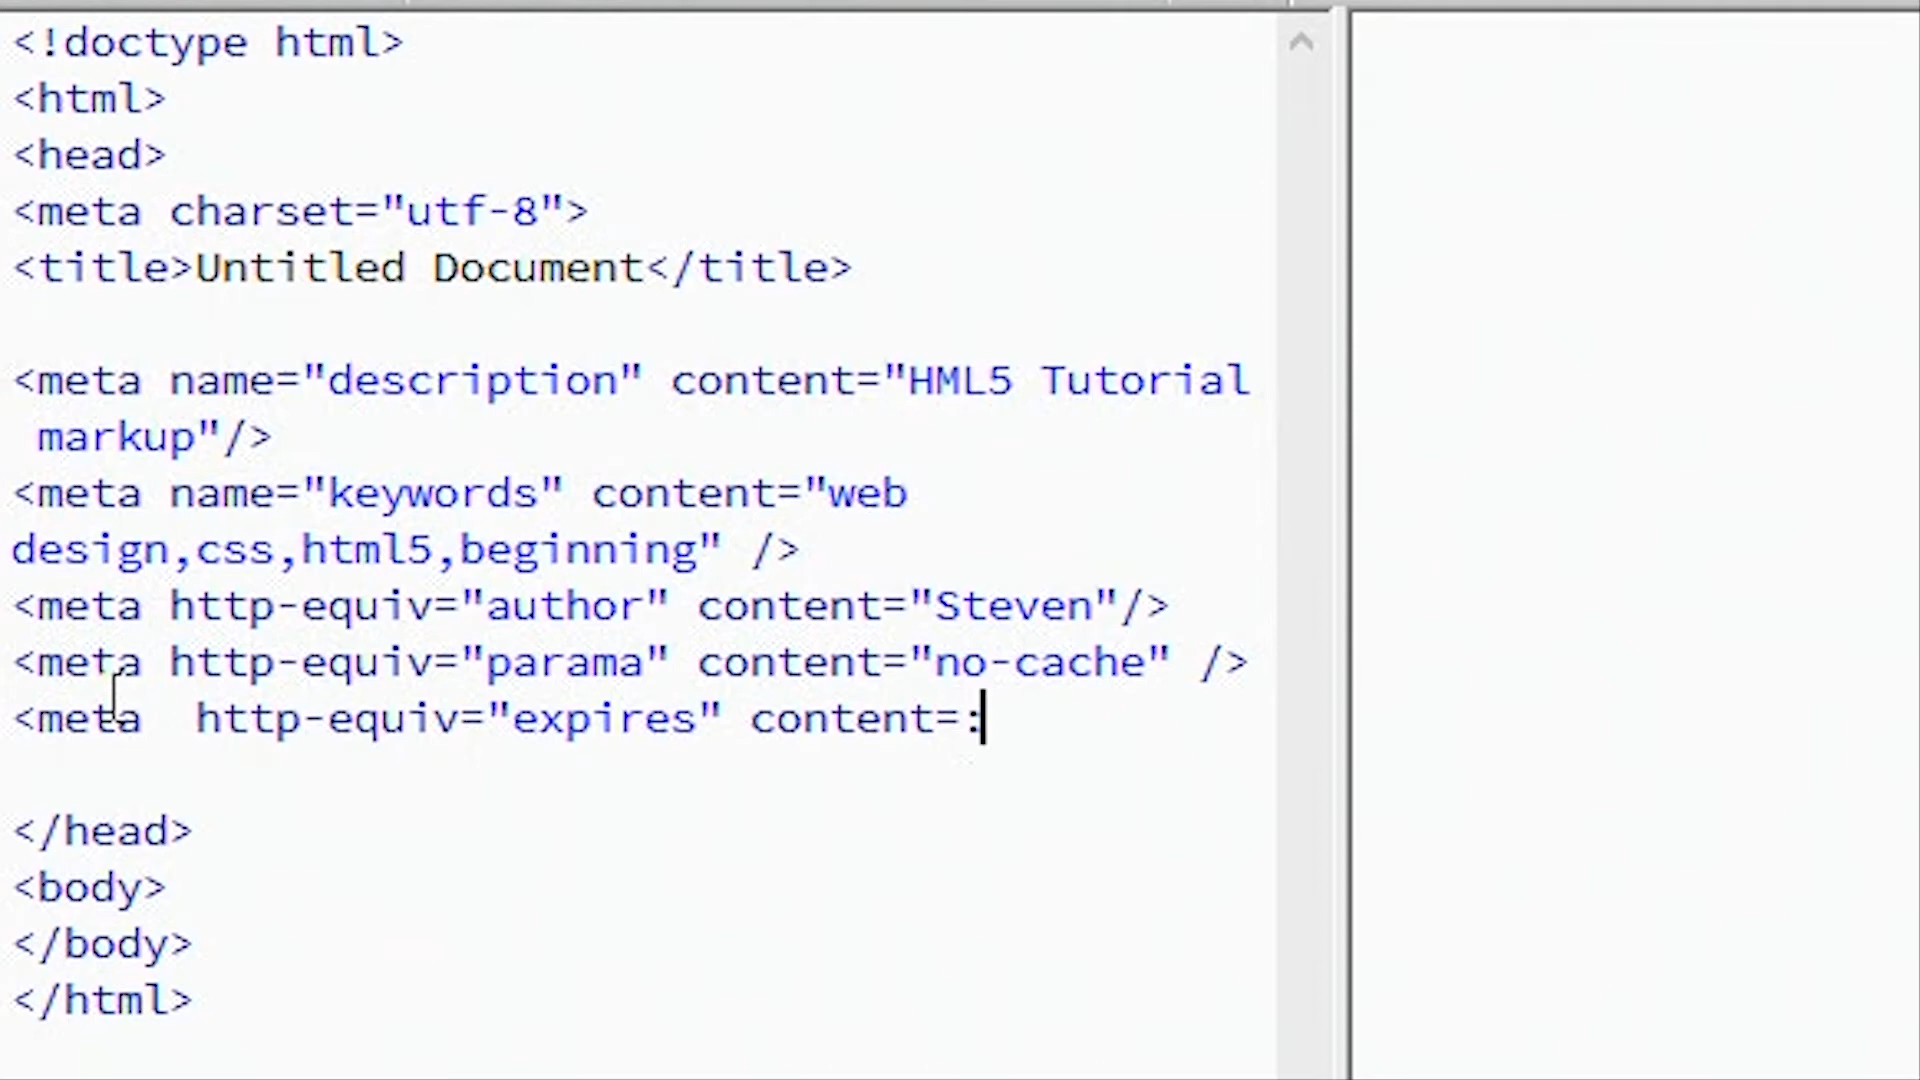 <!doctype html>
<html>
<head>
<meta charset="utf-8">
<title>Untitled Document</title>
<meta name="description" content="HML5 Tutorial
markup"/>
<meta name="keywords" content="web
design,css,html5,beginning" />
<meta http-equiv="author" content="Steven"/>
<meta http-equiv="parama" content="no-cache" />
<meta  http-equiv="expires" content=:
</head>
<body>
</body>
</html>